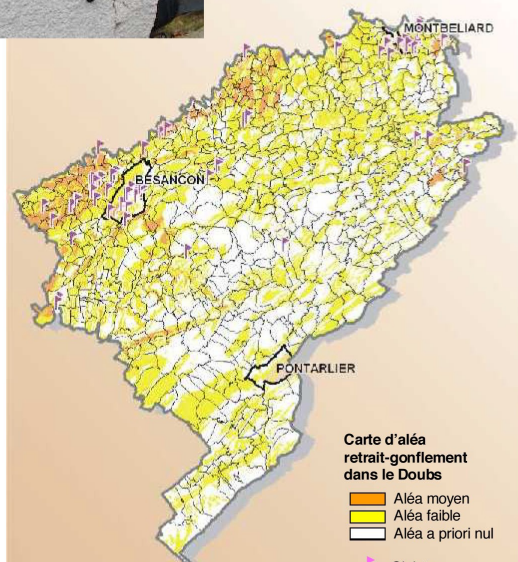 MONTBELIARD
BESANCON
PONTARLIER
Carte d'aléa
retrait-gonflement
dans le Doubs
Aléa moyen
Aléa faible
Aléa a priori nul